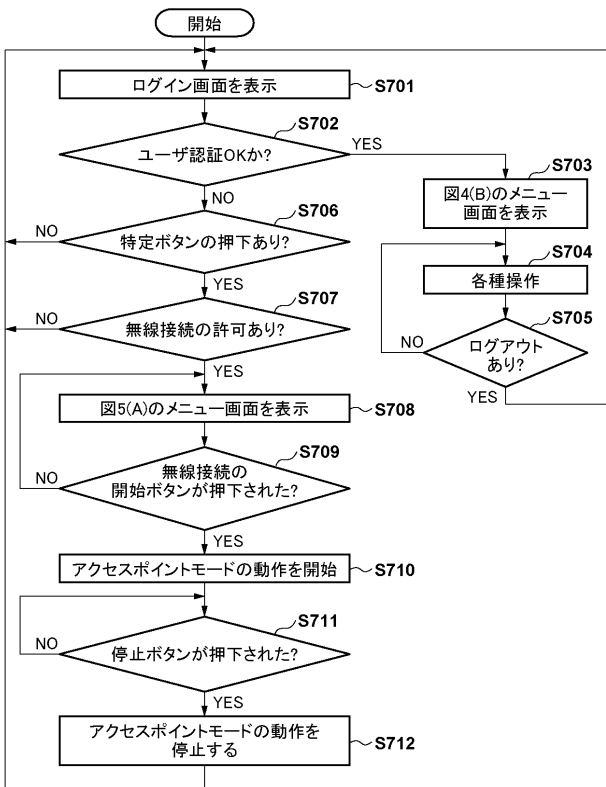 開始
ログイン画面を表示
S701
S702
ユーザ認証OKか?
YES
NO
S703
図4(B)のメニュー
画面を表示
S706
特定ボタンの押下あり?
NO
YES
S704
各種操作
S707
無線接続の許可あり?
NO
YES
S705
ログアウト
あり?
NO
YES
図5(A)のメニュー画面を表示
S708
S709
無線接続の
開始ボタンが押下された?
NO
YES
アクセスポイントモードの動作を開始
S710
S711
停止ボタンが押下された?
NO
YES
アクセスポイントモードの動作を
停止する
S712